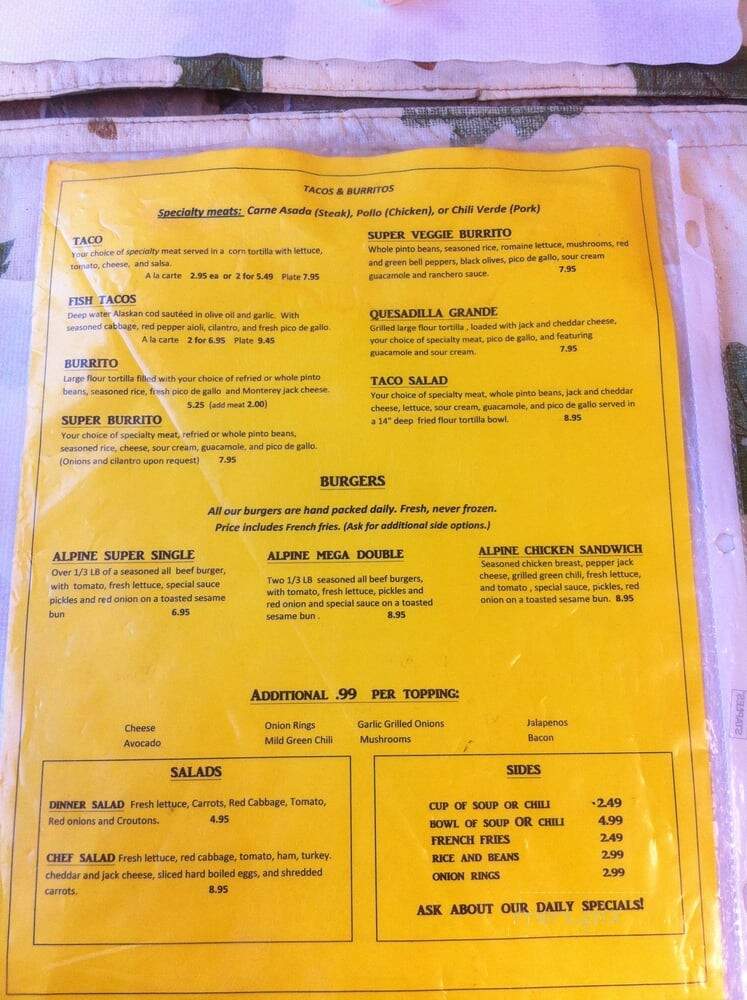 TACOS & BURRITOS
Specialty meats: Carne Asada (Steak), Pollo (Chicken), or Chili Verde (Pork)
TACO
Your choice of specialty meat served in a corn tortilla with lettuce,
tomato, cheese, and salsa.
A la carte 2.95 ea or 2 for 5.49 Plate 7.95
FISH TACOS
Deep water Alaskan cod sautéed in olive oil and garlic. With
seasoned cabbage, red pepper aioli, cilantro, and fresh pico de gallo.
A la carte 2 for 6.95 Plate 9.45
BURRITO
Large flour tortilla filled with your choice of refried or whole pinto
beans, seasoned rice, fresh pico de gallo and Monterey jack cheese.
5.25 (add meat 2.00)
SUPER BURRITO
Your choice of specialty meat, refried or whole pinto beans,
seasoned rice, cheese, sour cream, guacamole, and pico de gallo.
(Onions and cilantro upon request) 7.95
SUPER VEGGIE BURRITO
Whole pinto beans, seasoned rice, romaine lettuce, mushrooms, red
and green bell peppers, black olives, pico de gallo, sour cream
guacamole and ranchero sauce. 7.95
QUESADILLA GRANDE
Grilled large flour tortilla , loaded with jack and cheddar cheese,
your choice of specialty meat, pico de gallo, and featuring
guacamole and sour cream. 7.95
TACO SALAD
Your choice of specialty meat, whole pinto beans, jack and cheddar
cheese, lettuce, sour cream, guacamole, and pico de gallo served in
a 14" deep fried flour tortilla bowl. 8.95
BURGERS
All our burgers are hand packed daily. Fresh, never frozen.
Price includes French fries. (Ask for additional side options.)
ALPINE SUPER SINGLE
Over 1/3 LB of a seasoned all beef burger,
with tomato, fresh lettuce, special sauce
pickles and red onion on a toasted sesame
bun 6.95
ALPINE MEGA DOUBLE
Two 1/3 LB seasoned all beef burgers,
with tomato, fresh lettuce, pickles and
red onion and special sauce on a toasted
sesame bun . 8.95
ALPINE CHICKEN SANDWICH
Seasoned chicken breast, pepper jack
cheese, grilled green chili, fresh lettuce,
and tomato , special sauce, pickles, red
onion on a toasted sesame bun. 8.95
ADDITIONAL .99 PER TOPPING:
Cheese Onion Rings Garlic Grilled Onions Jalapenos
Avocado Mild Green Chili Mushrooms Bacon
SALADS
DINNER SALAD Fresh lettuce, Carrots, Red Cabbage, Tomato,
Red onions and Croutons. 4.95
CHEF SALAD Fresh lettuce, red cabbage, tomato, ham, turkey.
cheddar and jack cheese, sliced hard boiled eggs, and shredded
carrots. 8.95
SIDES
CUP OF SOUP OR CHILI 2.49
BOWL OF SOUP OR CHILI 4.99
FRENCH FRIES 2.49
RICE AND BEANS 2.99
ONION RINGS 2.99
ASK ABOUT OUR DAILY SPECIALS!
STAPLES